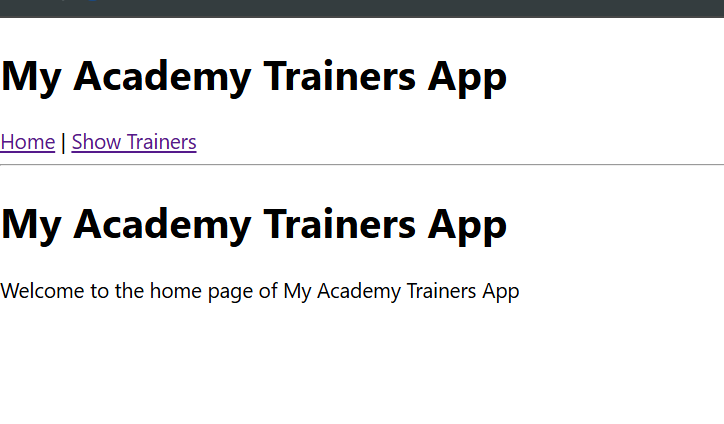 My Academy Trainers App
Home | Show Trainers
My Academy Trainers App
Welcome to the home page of My Academy Trainers App